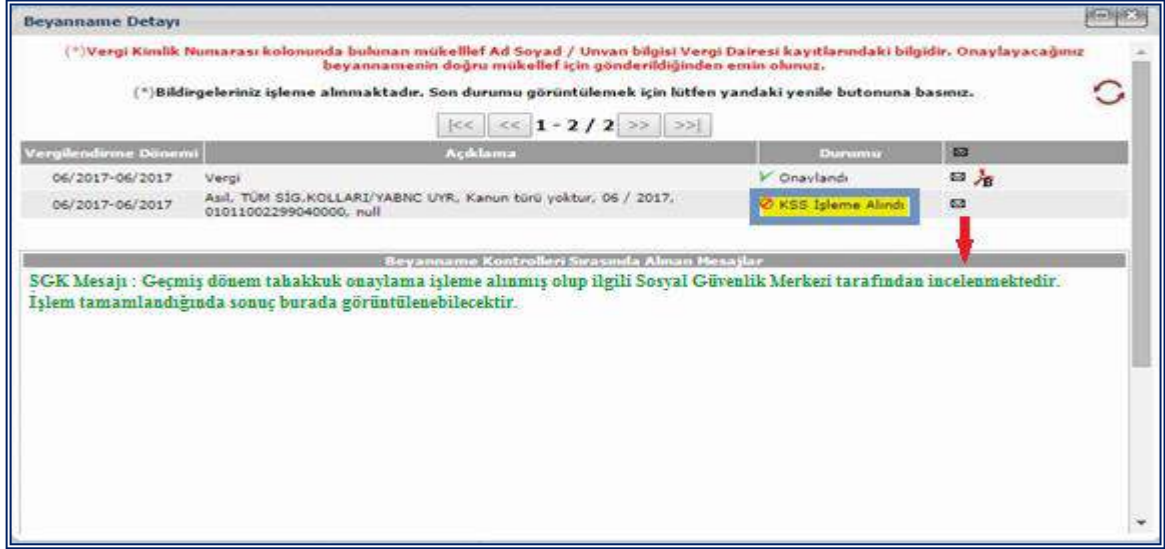 Beyanname Detayı
(*)Vergi Kimlik Numarası kolonunda bulunan mükelllef Ad Soyad / Unvan bilgisi Vergi Dairesi kayıtlarındaki bilgidir. Onaylayacağınız
beyannamenin doğru mükellef için gönderildiğinden emin olunuz.
(*)Bildirgeleriniz işleme alınmaktadır. Son durumu görüntülemek için lütfen yandaki yenile butonuna basınız.
|<< << 1 - 2 / 2 >> >>|
Vergilendirme Dönemi Açıklama Durumu
06/2017-06/2017 Vergi Onaylandı
06/2017-06/2017 Asıl, TÜM SİG.KOLLARI/YABNC UYR, Kanun türü yoktur, 06 / 2017, KSS İşleme Alındı
01011002299040000, null
Beyanname Kontrolleri Sırasında Alınan Mesajlar
SGK Mesajı : Geçmiş dönem tahakkuk onaylama işleme alınmış olup ilgili Sosyal Güvenlik Merkezi tarafından incelenmektedir.
İşlem tamamlandığında sonuç burada görüntülenebilecektir.